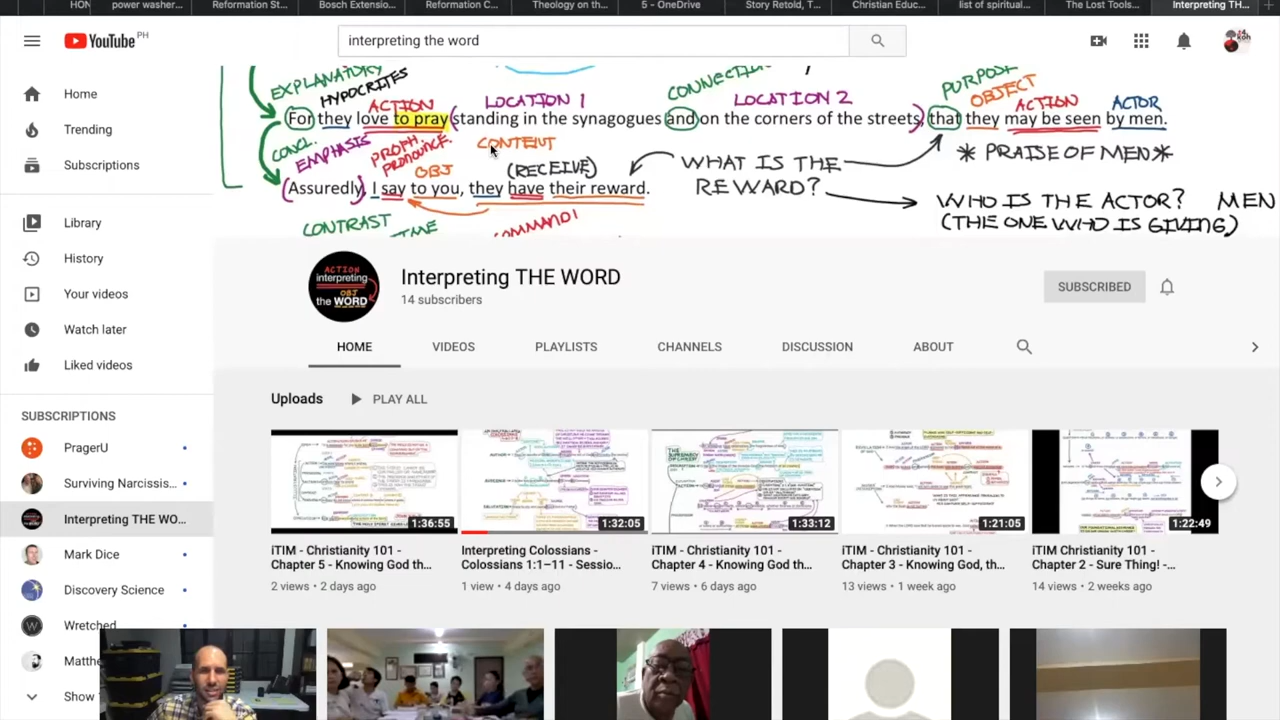 HON
power washer...
Reformation St...
Bosch Extensio...
Reformation C...
Theology on th...
5 - OneDrive
Story Retold, T...
Christian Educ...
list of spiritual...
The Lost Tools...
Interpreting TH...
YouTube PH
interpreting the word
Home
Trending
Subscriptions
Library
History
Your videos
Watch later
Liked videos
SUBSCRIPTIONS
PragerU
Surviving Narcissis...
Interpreting THE WO...
Mark Dice
Discovery Science
Wretched
Matthe
Show
EXPLANATORY
HYPOCRITES
ACTION
LOCATION 1
CONNECTION
LOCATION 2
PURPOSE
OBJECT
ACTION
ACTOR
For they love to pray (standing in the synagogues and on the corners of the streets,) that they may be seen by men.
CONCL.
EMPHASIS
PROPH. PRONOUNCE.
CONTENT
OBJ
(RECEIVE)
WHAT IS THE
REWARD?
* PRAISE OF MEN *
(Assuredly), I say to you, they have their reward.
WHO IS THE ACTOR? MEN
(THE ONE WHO IS GIVING)
CONTRAST
TIME
COMMAND1
ACTION
interpreting
OBJ
the WORD
Interpreting THE WORD
14 subscribers
SUBSCRIBED
HOME
VIDEOS
PLAYLISTS
CHANNELS
DISCUSSION
ABOUT
Uploads
PLAY ALL
1:36:55
1:32:05
1:33:12
1:21:05
1:22:49
iTIM - Christianity 101 -
Chapter 5 - Knowing God th...
2 views • 2 days ago
Interpreting Colossians -
Colossians 1:1–11 - Sessio...
1 view • 4 days ago
iTIM - Christianity 101 -
Chapter 4 - Knowing God th...
7 views • 6 days ago
iTIM - Christianity 101 -
Chapter 3 - Knowing God, th...
13 views • 1 week ago
iTIM Christianity 101 -
Chapter 2 - Sure Thing! -...
14 views • 2 weeks ago